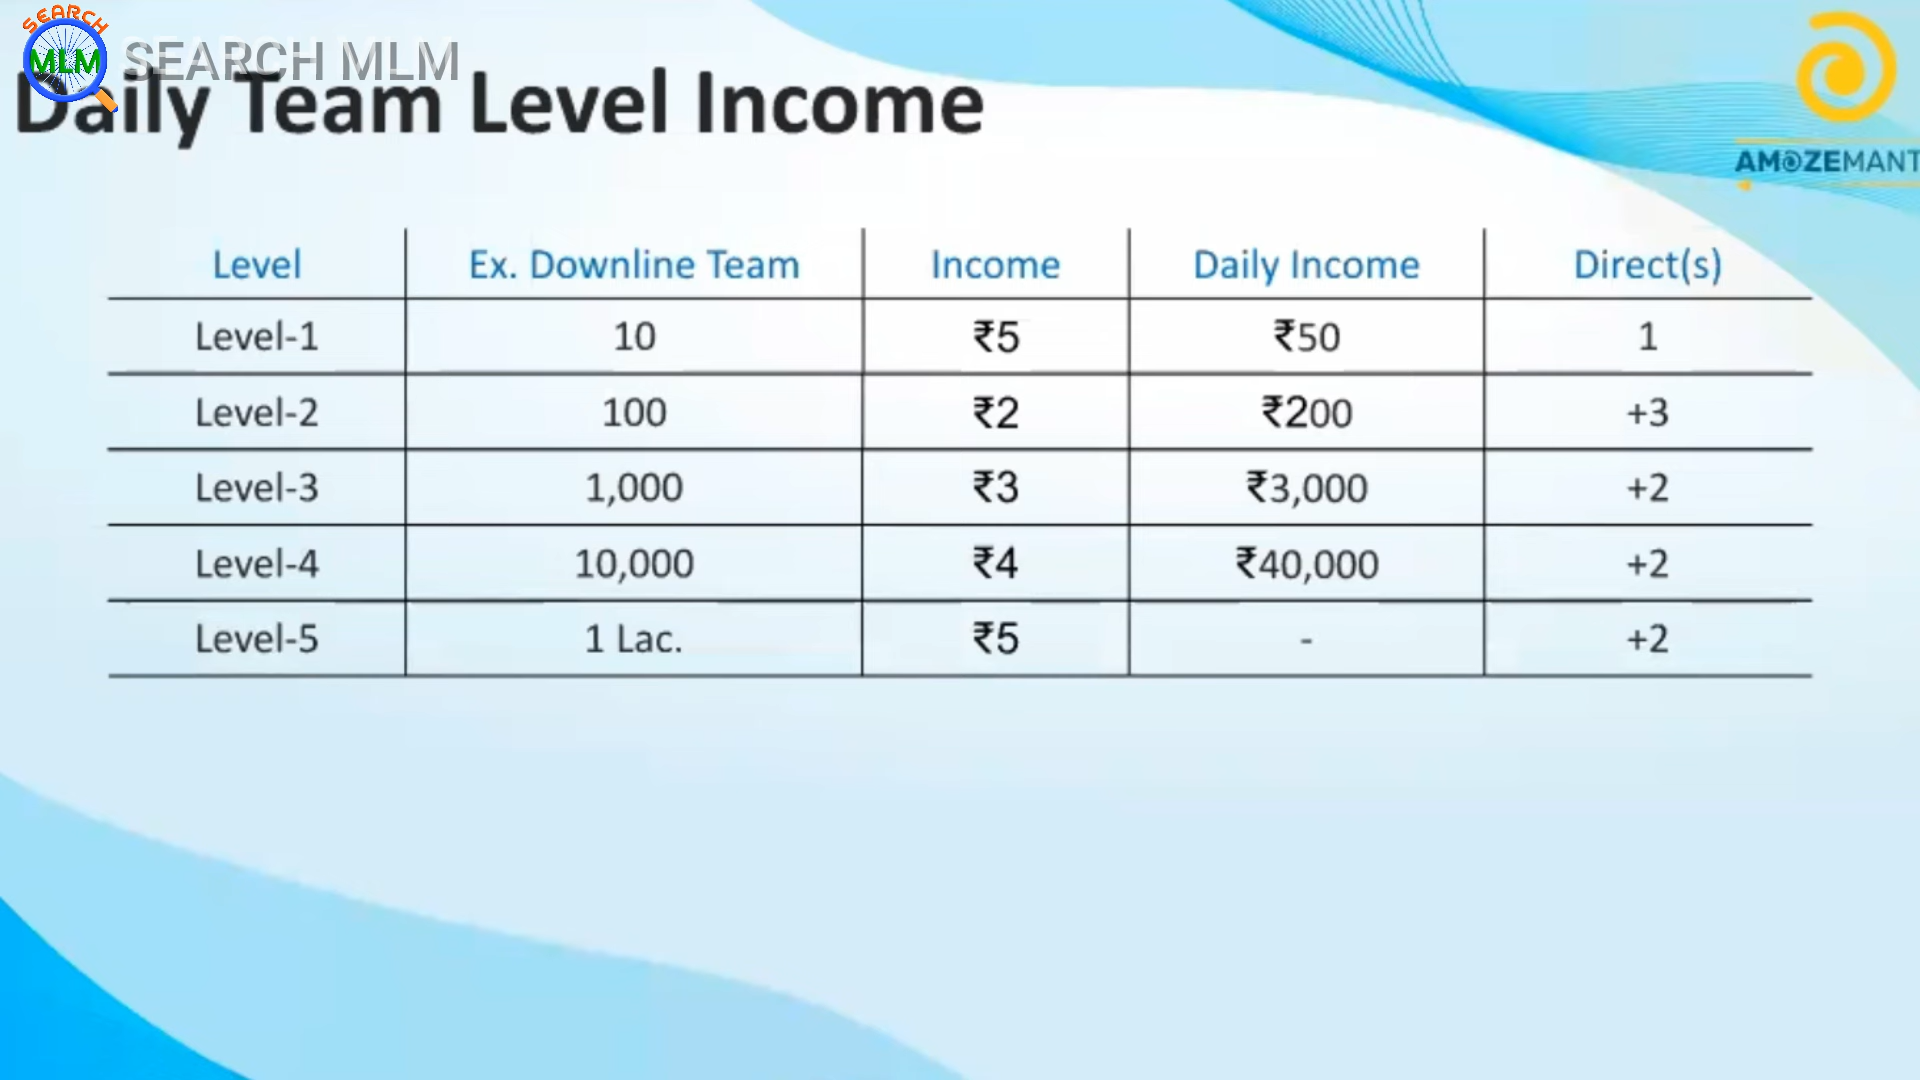 SEARCH
MLM
SEARCH MLM
Daily Team Level Income
AMOZEMANT
Level Ex. Downline Team Income Daily Income Direct(s)
Level-1 10 ₹5 ₹50 1
Level-2 100 ₹2 ₹200 +3
Level-3 1,000 ₹3 ₹3,000 +2
Level-4 10,000 ₹4 ₹40,000 +2
Level-5 1 Lac. ₹5 - +2